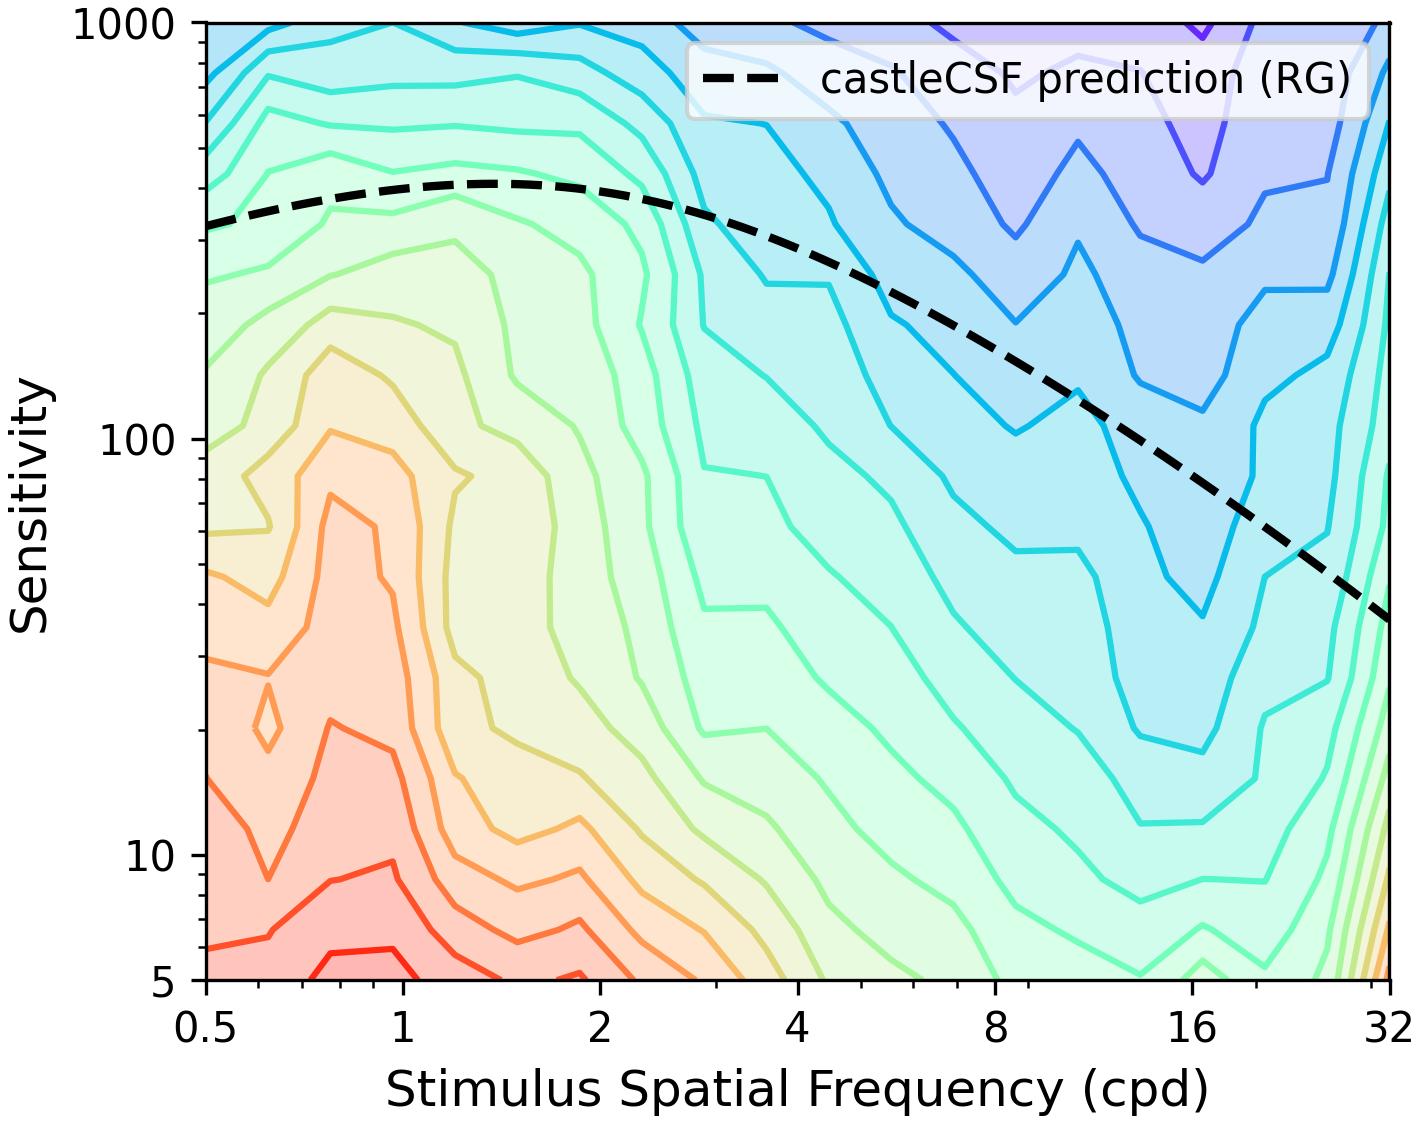 castleCSF prediction (RG)
1000
100
10
5
Sensitivity
0.5 1 2 4 8 16 32
Stimulus Spatial Frequency (cpd)